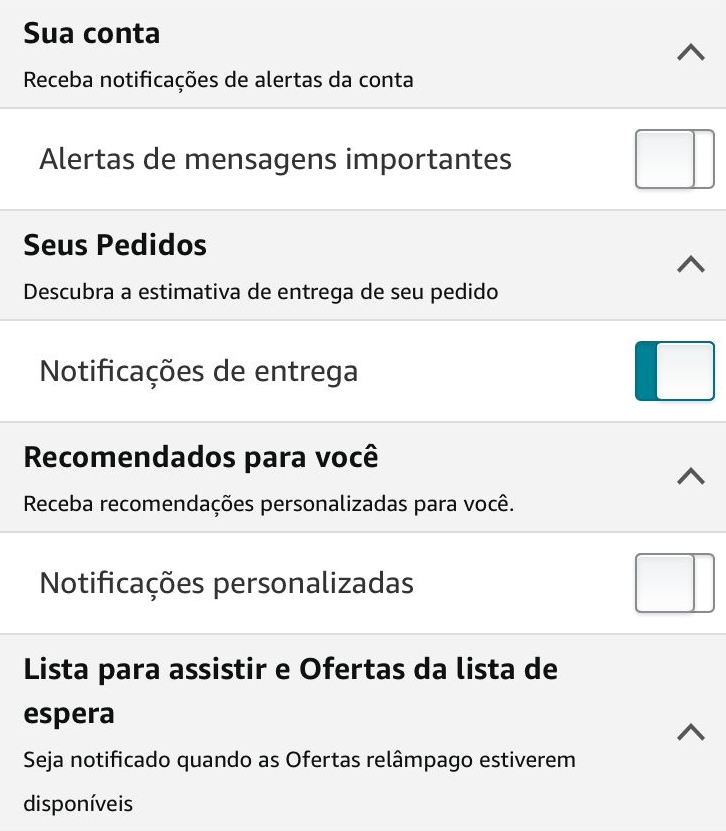 Sua conta
Receba notificações de alertas da conta
Alertas de mensagens importantes
Seus Pedidos
Descubra a estimativa de entrega de seu pedido
Notificações de entrega
Recomendados para você
Receba recomendações personalizadas para você.
Notificações personalizadas
Lista para assistir e Ofertas da lista de
espera
Seja notificado quando as Ofertas relâmpago estiverem
disponíveis